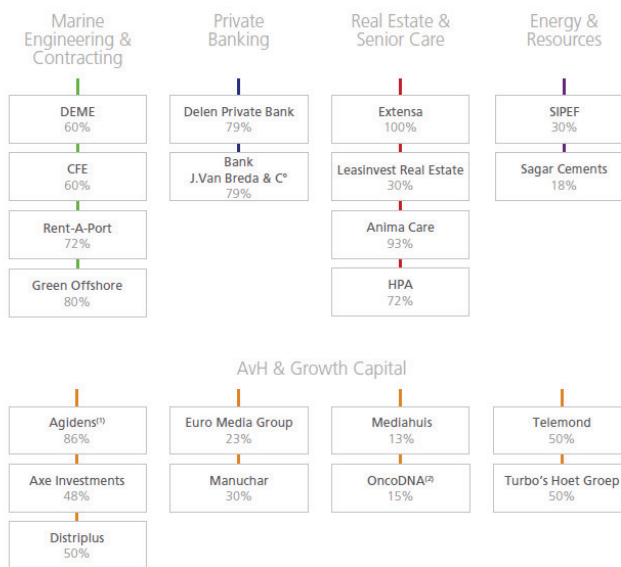 Marine
Engineering &
Contracting
DEME
60%
CFE
60%
Rent-A-Port
72%
Green Offshore
80%
Private
Banking
Delen Private Bank
79%
Bank
J.Van Breda & C°
79%
Real Estate &
Senior Care
Extensa
100%
Leasinvest Real Estate
30%
Anima Care
93%
HPA
72%
Energy &
Resources
SIPEF
30%
Sagar Cements
18%
AvH & Growth Capital
Agidens(1)
86%
Axe Investments
48%
Distriplus
50%
Euro Media Group
23%
Manuchar
30%
Mediahuis
13%
OncoDNA(2)
15%
Telemond
50%
Turbo's Hoet Groep
50%